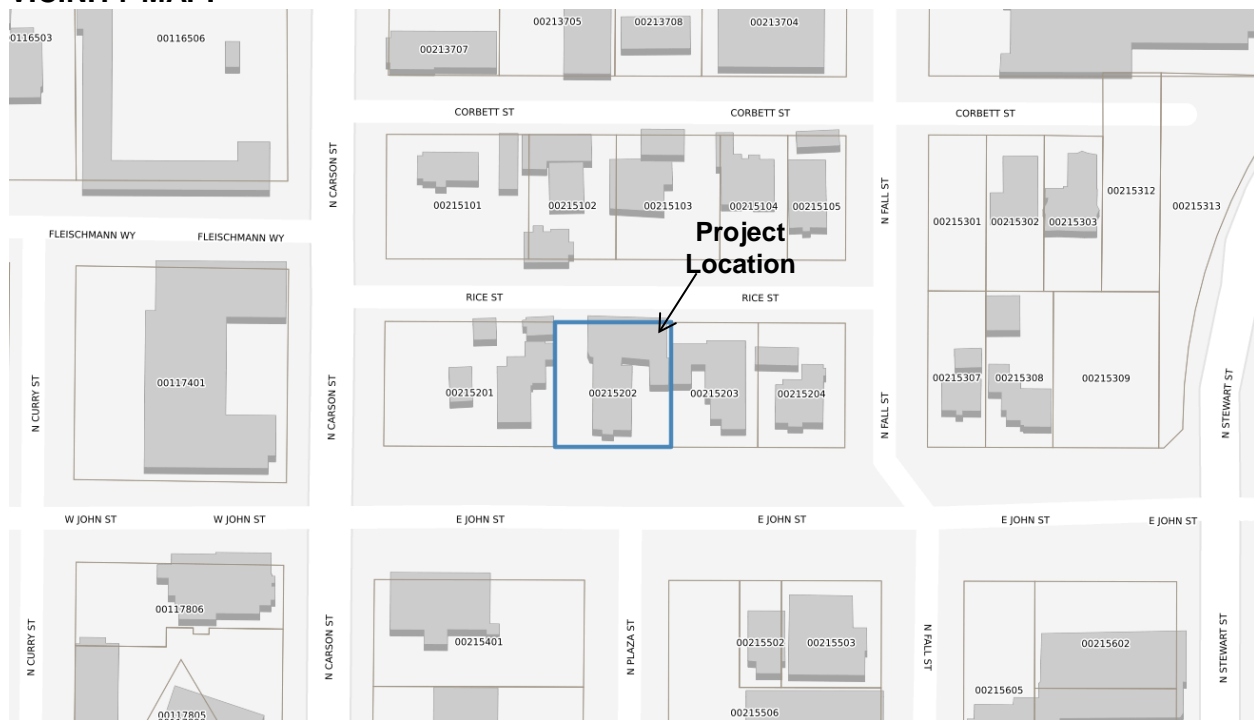 00116503
00116506
00213705
00213708
00213704
00213707
CORBETT ST
CORBETT ST
CORBETT ST
N CARSON ST
N FALL ST
00215101
00215102
00215103
00215104
00215105
00215301
00215302
00215303
00215312
00215313
FLEISCHMANN WY
FLEISCHMANN WY
Project
Location
RICE ST
RICE ST
00117401
N CURRY ST
N CARSON ST
00215201
00215202
00215203
00215204
N FALL ST
00215307
00215308
00215309
N STEWART ST
W JOHN ST
W JOHN ST
E JOHN ST
E JOHN ST
E JOHN ST
E JOHN ST
00117806
N CURRY ST
N CARSON ST
00215401
N PLAZA ST
00215502
00215503
N FALL ST
00215602
N STEWART ST
00215605
00117805
00215506